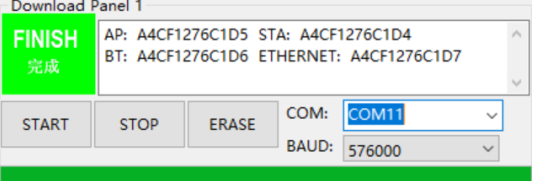 Download Panel 1
FINISH
完成
AP: A4CF1276C1D5 STA: A4CF1276C1D4
BT: A4CF1276C1D6 ETHERNET: A4CF1276C1D7
START
STOP
ERASE
COM: COM11
BAUD: 576000